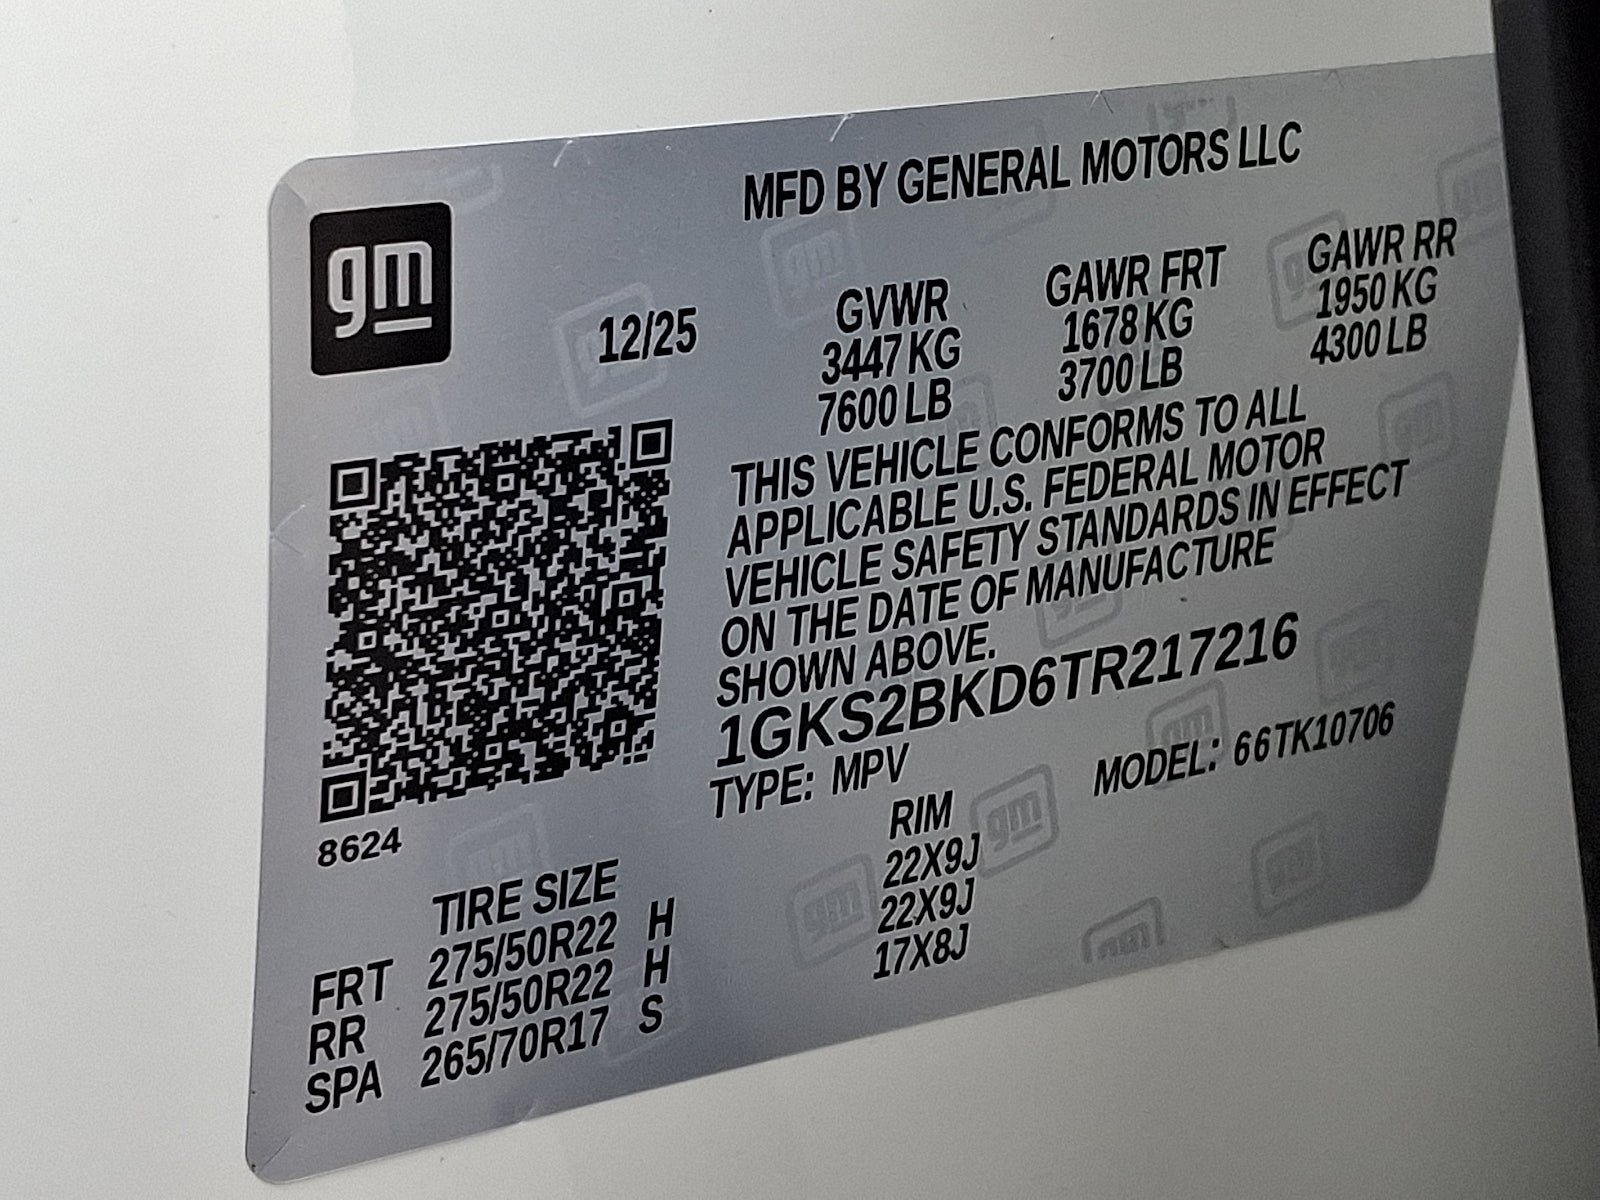 MFD BY GENERAL MOTORS LLC
gm
12/25
GVWR GAWR FRT GAWR RR
3447 KG 1678 KG 1950 KG
7600 LB 3700 LB 4300 LB
THIS VEHICLE CONFORMS TO ALL
APPLICABLE U.S. FEDERAL MOTOR
VEHICLE SAFETY STANDARDS IN EFFECT
ON THE DATE OF MANUFACTURE
SHOWN ABOVE.
1GKS2BKD6TR217216
TYPE: MPV MODEL: 66TK10706
8624
TIRE SIZE RIM
FRT 275/50R22 H 22X9J
RR 275/50R22 H 22X9J
SPA 265/70R17 S 17X8J